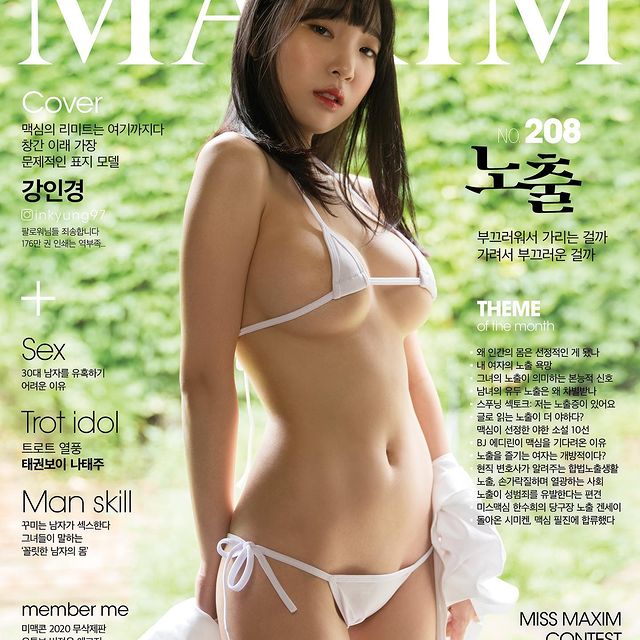 MAXIM
Cover
맥심의 리미트는 여기까지다
창간 이래 가장
문제적인 표지 모델
강인경
inkyung97
팔로워님들 죄송합니다
176만 권 인쇄는 역부족..
+
Sex
30대 남자를 유혹하기
어려운 이유
Trot idol
트로트 열풍
태권보이 나태주
Man skill
꾸미는 남자가 섹스한다
그녀들이 말하는
'꼴릿한 남자의 몸'
member me
미맥콘 2020 무삭제판
NO. 208
노출
부끄러워서 가리는 걸까
가려서 부끄러운 걸까
THEME
of the month
· 왜 인간의 몸은 선정적인 게 됐나
· 내 여자의 노출 욕망
· 그녀의 노출이 의미하는 본능적 신호
· 남녀의 유두 노출은 왜 차별받나
· 스푸닝 섹토크: 저는 노출증이 있어요
· 글로 읽는 노출이 더 야하다?
· 맥심이 선정한 야한 소설 10선
· BJ 에디린이 맥심을 기다려온 이유
· 노출을 즐기는 여자는 개방적이다?
· 현직 변호사가 알려주는 합법노출생활
· 노출, 손가락질하며 열광하는 사회
· 노출이 성범죄를 유발한다는 편견
· 미스맥심 한수희의 당구장 노출 갠세이
· 돌아온 시미켄, 맥심 필진에 합류했다
MISS MAXIM
CONTEST